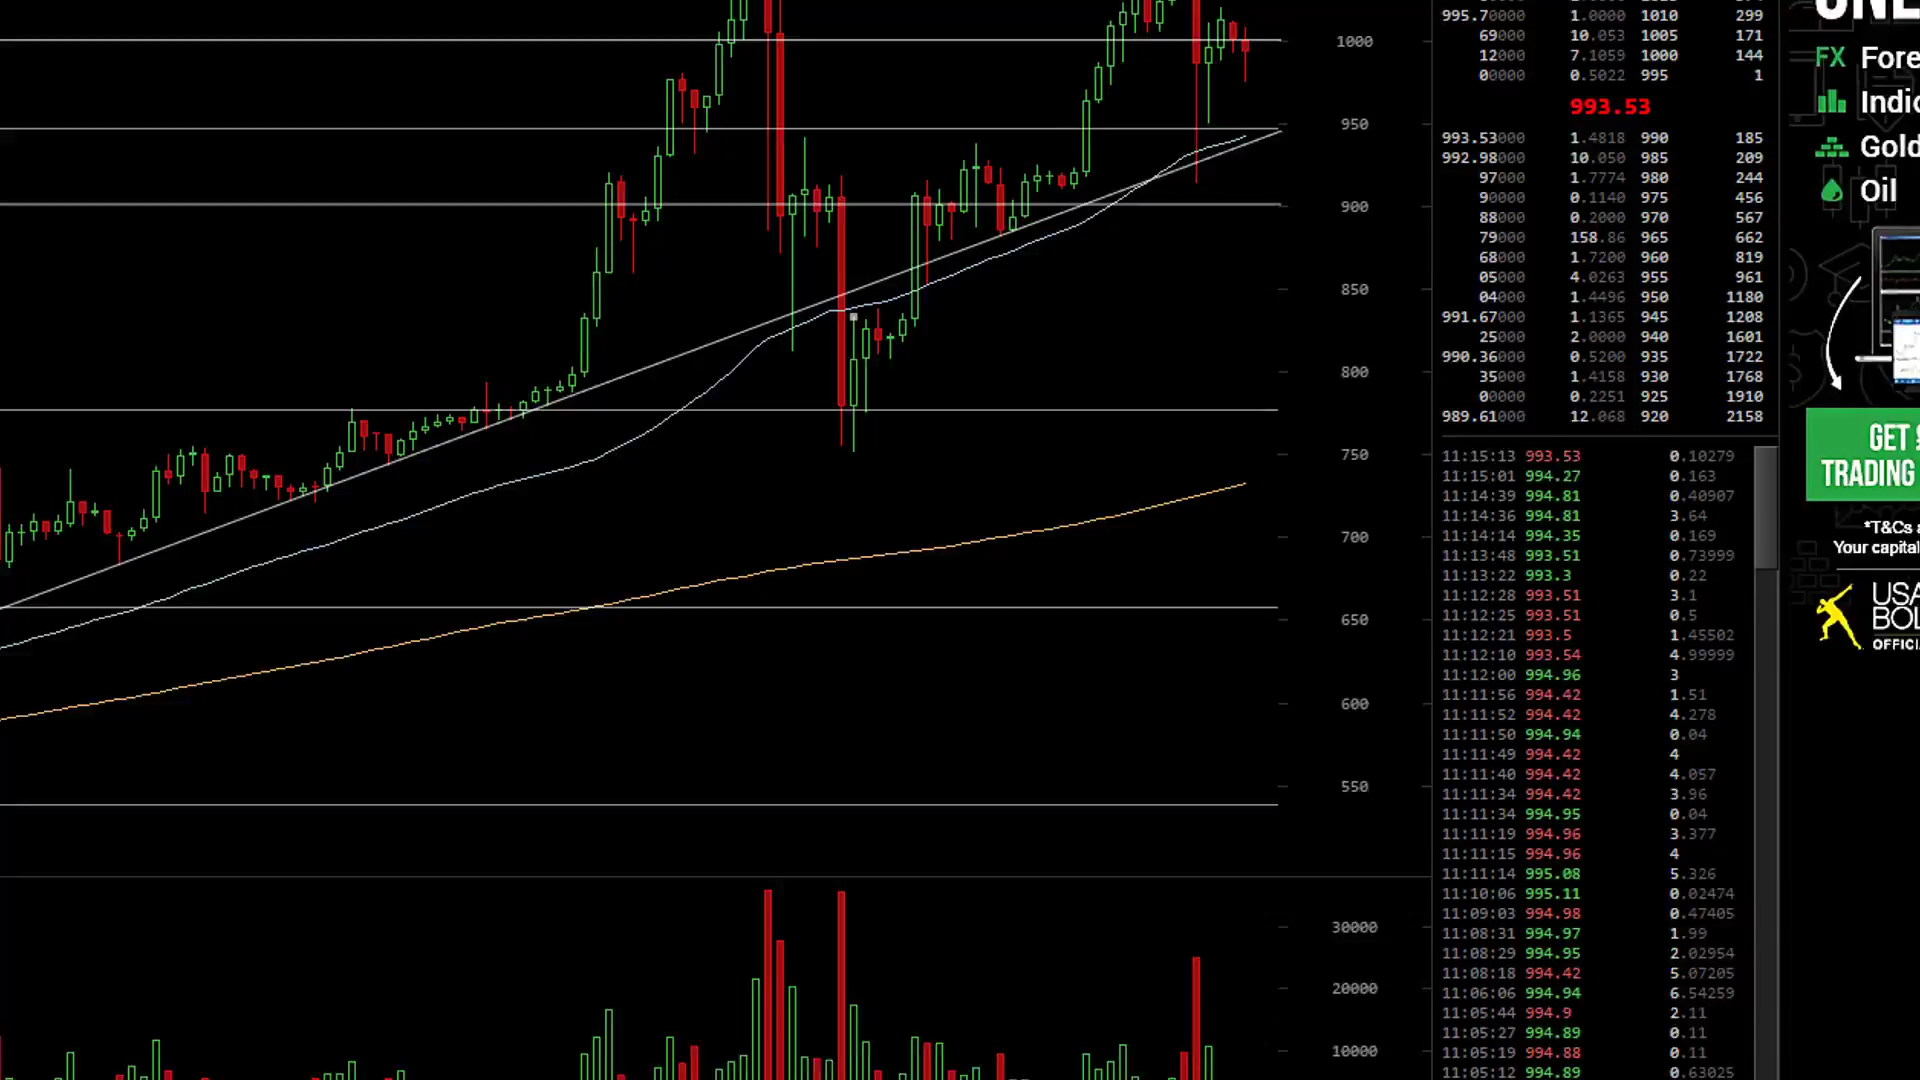 1000
950
900
850
800
750
700
650
600
550
30000
20000
10000
995.70000 1.0000 1010 299
69000 10.053 1005 171
12000 7.1059 1000 144
00000 0.5022 995 1
993.53
993.53000 1.4818 990 185
992.98000 10.050 985 209
97000 1.7774 980 244
90000 0.1140 975 456
88000 0.2000 970 567
79000 158.86 965 662
68000 1.7200 960 819
05000 4.0263 955 961
04000 1.4496 950 1180
991.67000 1.1365 945 1208
25000 2.0000 940 1601
990.36000 0.5200 935 1722
35000 1.4158 930 1768
00000 0.2251 925 1910
989.61000 12.068 920 2158
11:15:13 993.53 0.10279
11:15:01 994.27 0.163
11:14:39 994.81 0.40907
11:14:36 994.81 3.64
11:14:14 994.35 0.169
11:13:48 993.51 0.73999
11:13:22 993.3 0.22
11:12:28 993.51 3.1
11:12:25 993.51 0.5
11:12:21 993.5 1.45502
11:12:10 993.54 4.99999
11:12:00 994.96 3
11:11:56 994.42 1.51
11:11:52 994.42 4.278
11:11:50 994.94 0.04
11:11:49 994.42 4
11:11:40 994.42 4.057
11:11:34 994.42 3.96
11:11:34 994.95 0.04
11:11:19 994.96 3.377
11:11:15 994.96 4
11:11:14 995.08 5.326
11:10:06 995.11 0.02474
11:09:03 994.98 0.47405
11:08:31 994.97 1.99
11:08:29 994.95 2.02954
11:08:18 994.42 5.07205
11:06:06 994.94 6.54259
11:05:44 994.9 2.11
11:05:27 994.89 0.11
11:05:19 994.88 0.11
11:05:12 994.89 0.63025
FX Fore
Indic
Gold
Oil
GET
TRADING
*T&Cs a
Your capital
USA
BOL
OFFICI